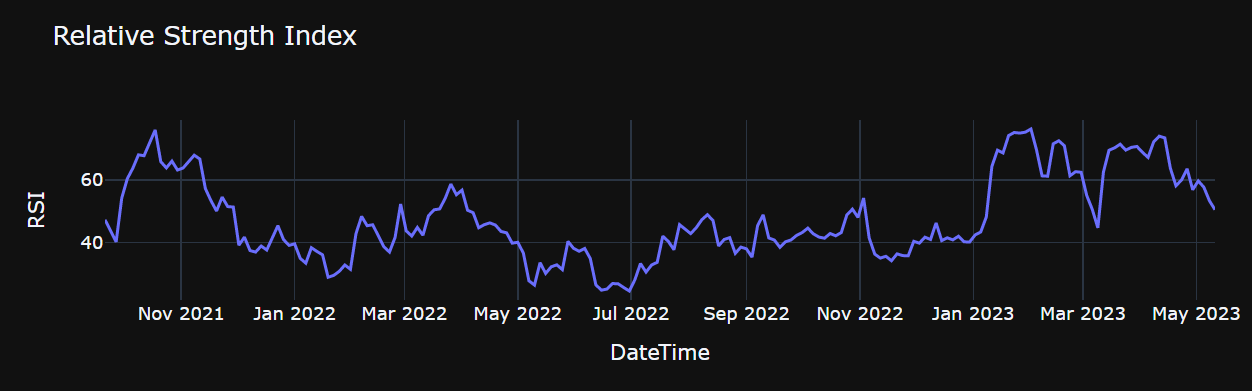 Relative Strength Index
RSI
60
40
Nov 2021
Jan 2022
Mar 2022
May 2022
Jul 2022
Sep 2022
Nov 2022
Jan 2023
Mar 2023
May 2023
DateTime